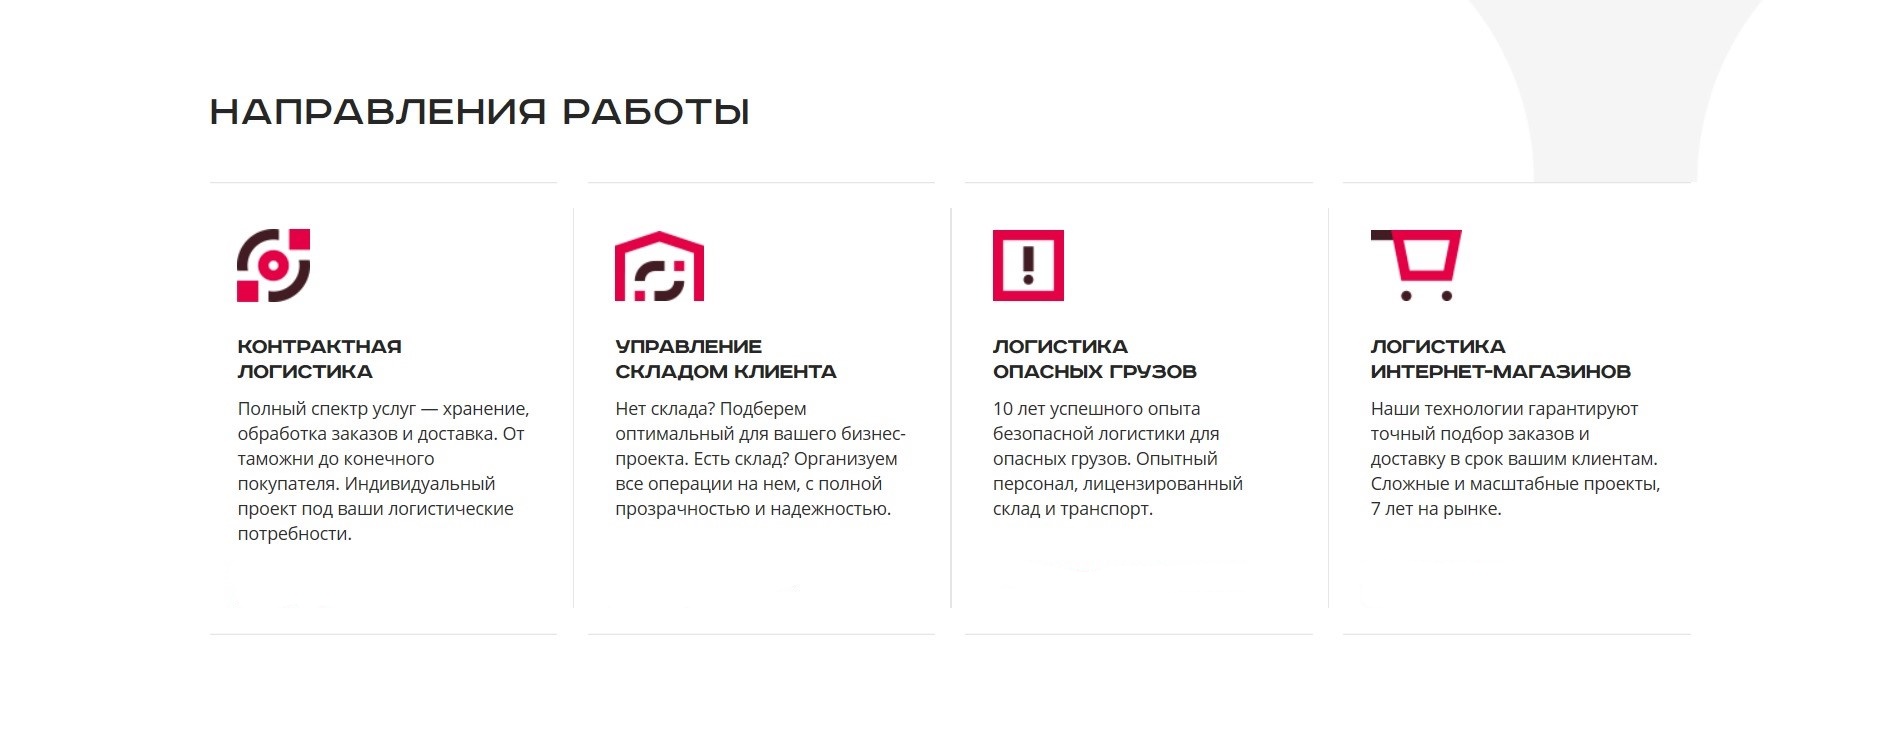 НАПРАВЛЕНИЯ РАБОТЫ
КОНТРАКТНАЯ
ЛОГИСТИКА
Полный спектр услуг — хранение,
обработка заказов и доставка. От
таможни до конечного
покупателя. Индивидуальный
проект под ваши логистические
потребности.
УПРАВЛЕНИЕ
СКЛАДОМ КЛИЕНТА
Нет склада? Подберем
оптимальный для вашего бизнес-
проекта. Есть склад? Организуем
все операции на нем, с полной
прозрачностью и надежностью.
ЛОГИСТИКА
ОПАСНЫХ ГРУЗОВ
10 лет успешного опыта
безопасной логистики для
опасных грузов. Опытный
персонал, лицензированный
склад и транспорт.
ЛОГИСТИКА
ИНТЕРНЕТ-МАГАЗИНОВ
Наши технологии гарантируют
точный подбор заказов и
доставку в срок вашим клиентам.
Сложные и масштабные проекты,
7 лет на рынке.